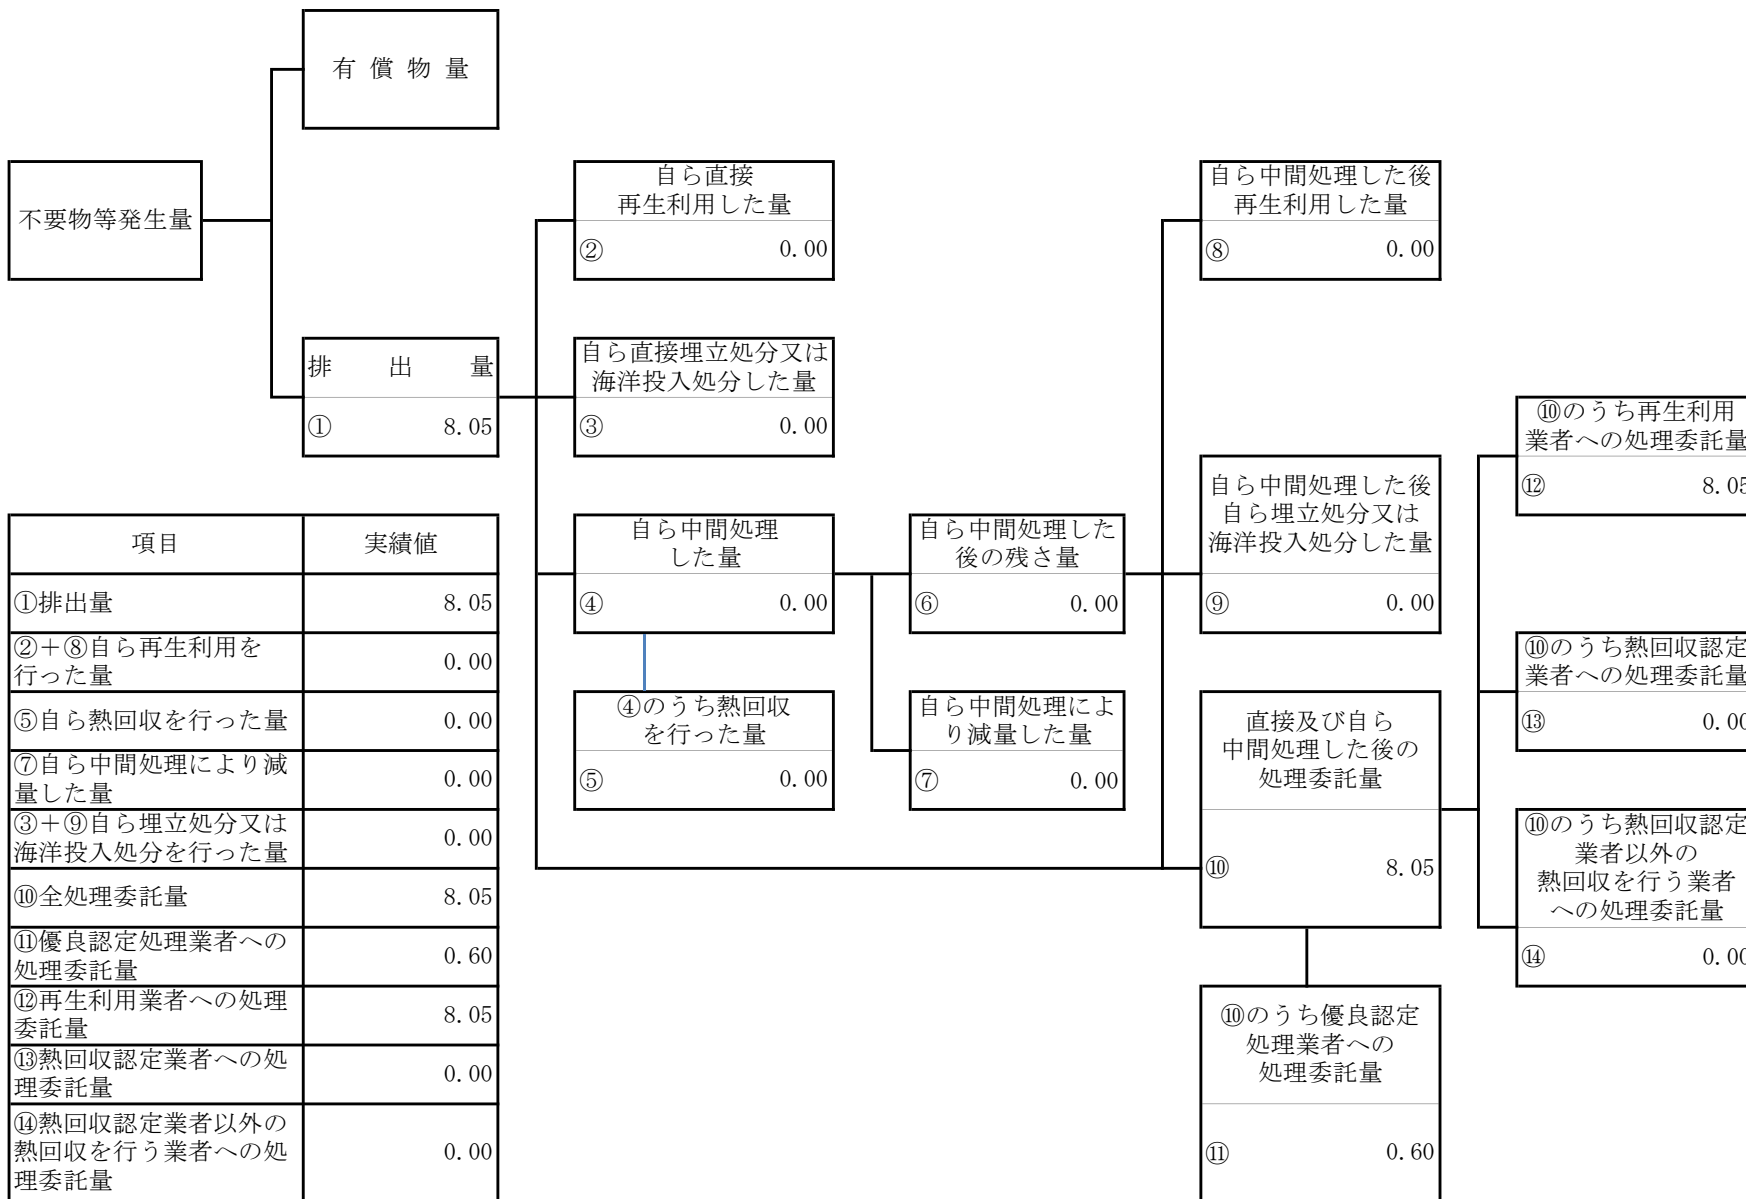 有償物量
不要物等発生量
自ら直接
再生利用した量
② 0.00
自ら中間処理した後
再生利用した量
⑧ 0.00
排出量
① 8.05
自ら直接埋立処分又は
海洋投入処分した量
③ 0.00
⑩のうち再生利用
業者への処理委託量
⑫ 8.05
自ら中間処理した後
自ら埋立処分又は
海洋投入処分した量
⑨ 0.00
自ら中間処理
した量
④ 0.00
自ら中間処理した
後の残さ量
⑥ 0.00
⑩のうち熱回収認定
業者への処理委託量
⑬ 0.00
④のうち熱回収
を行った量
⑤ 0.00
自ら中間処理によ
り減量した量
⑦ 0.00
直接及び自ら
中間処理した後の
処理委託量
⑩ 8.05
⑩のうち熱回収認定
業者以外の
熱回収を行う業者
への処理委託量
⑭ 0.00
⑩のうち優良認定
処理業者への
処理委託量
⑪ 0.60
項目 実績値
①排出量 8.05
②＋⑧自ら再生利用を
行った量 0.00
⑤自ら熱回収を行った量 0.00
⑦自ら中間処理により減
量した量 0.00
③＋⑨自ら埋立処分又は
海洋投入処分を行った量 0.00
⑩全処理委託量 8.05
⑪優良認定処理業者への
処理委託量 0.60
⑫再生利用業者への処理
委託量 8.05
⑬熱回収認定業者への処
理委託量 0.00
⑭熱回収認定業者以外の
熱回収を行う業者への処
理委託量 0.00